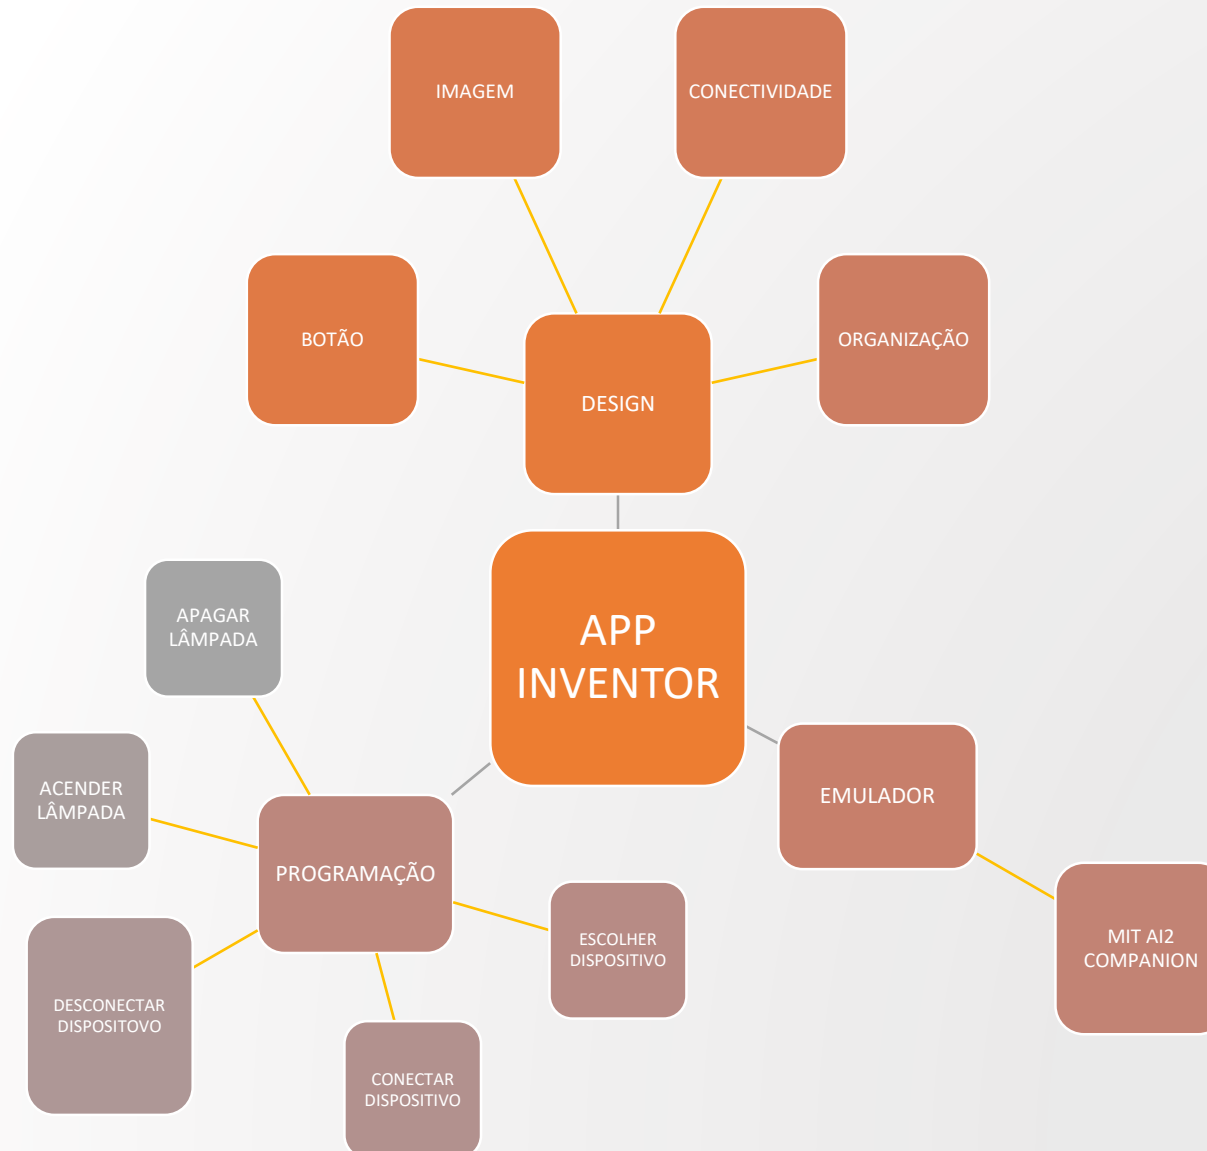 IMAGEM
CONECTIVIDADE
BOTÃO
ORGANIZAÇÃO
DESIGN
APP
INVENTOR
APAGAR
LÂMPADA
ACENDER
LÂMPADA
EMULADOR
PROGRAMAÇÃO
ESCOLHER
DISPOSITIVO
MIT AI2
COMPANION
DESCONECTAR
DISPOSITOVO
CONECTAR
DISPOSITIVO